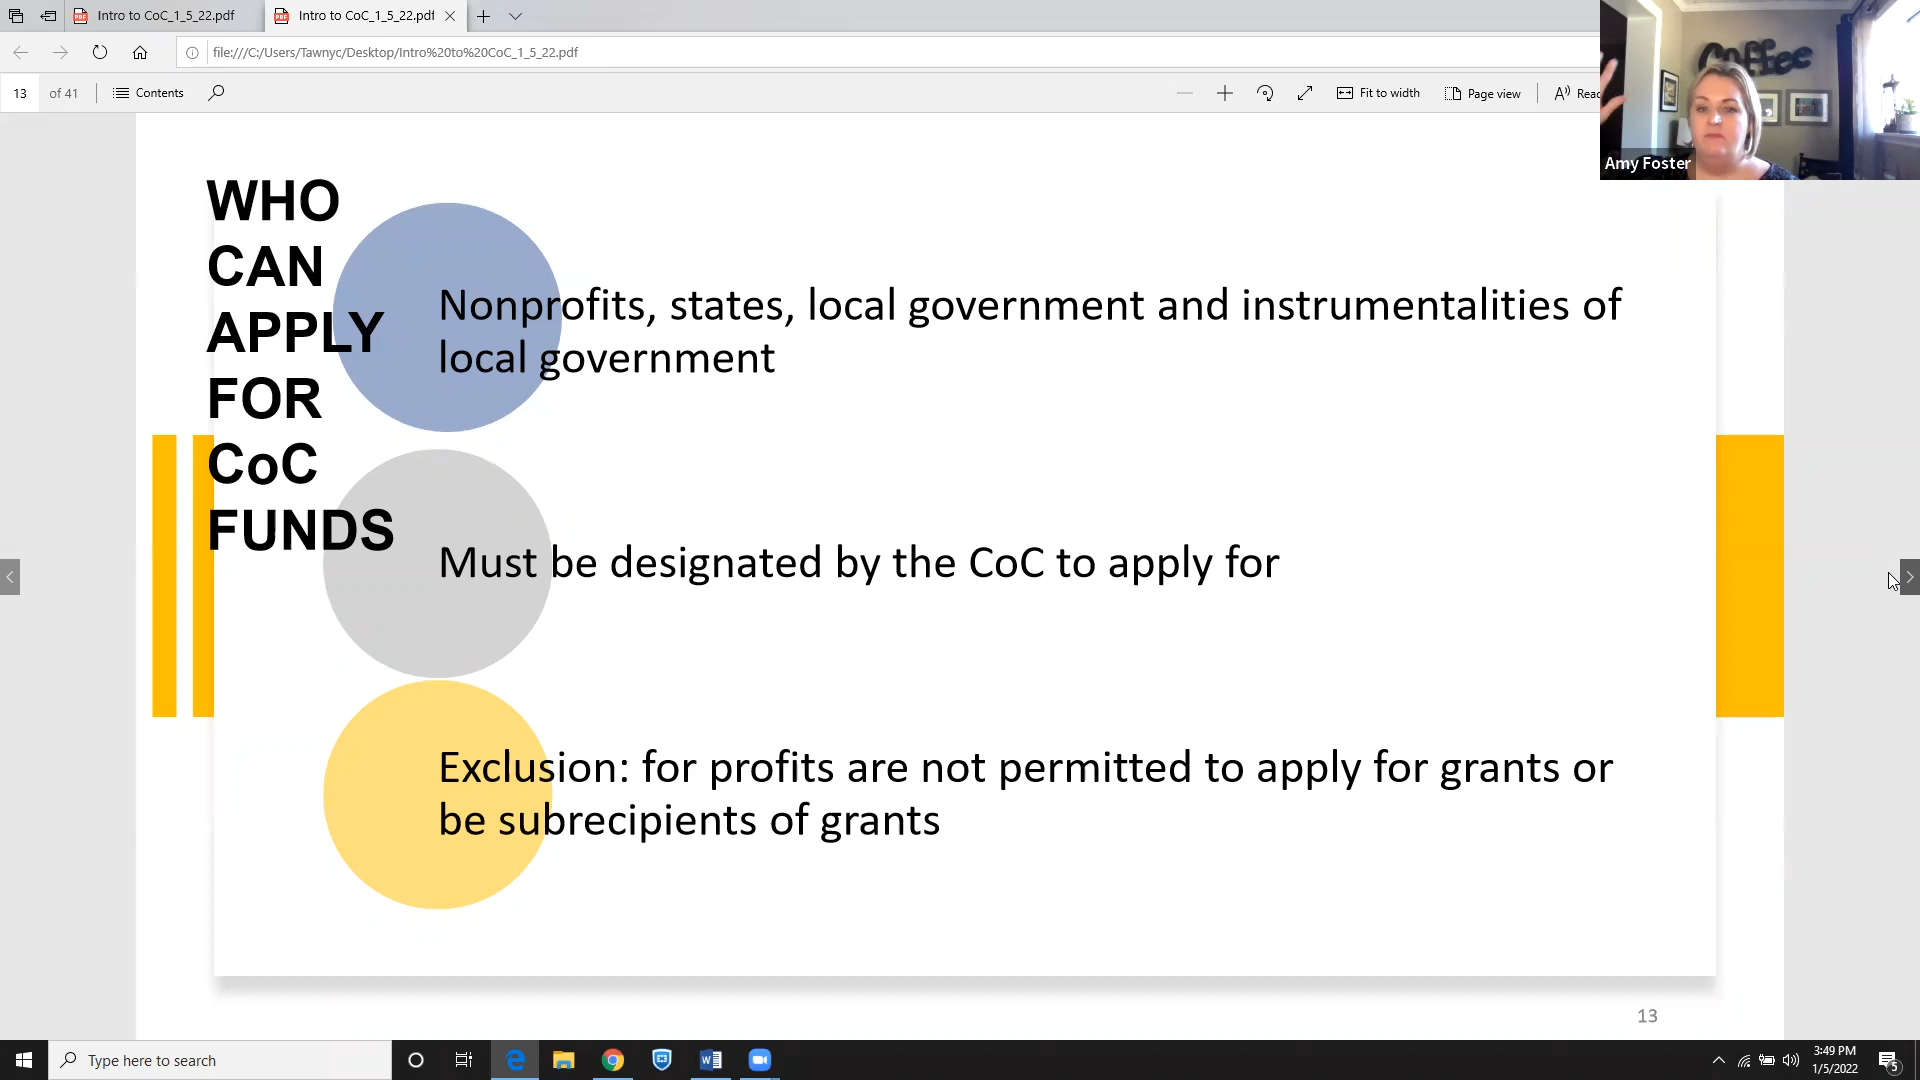 Intro to CoC_1_5_22.pdf
Intro to CoC_1_5_22.pdf
file:///C:/Users/Tawnyc/Desktop/Intro%20to%20CoC_1_5_22.pdf
13 of 41
Contents
Fit to width
Page view
Coffee
Amy Foster
WHO
CAN
APPLY
FOR
CoC
FUNDS
Nonprofits, states, local government and instrumentalities of
local government
Must be designated by the CoC to apply for
Exclusion: for profits are not permitted to apply for grants or
be subrecipients of grants
13
Type here to search
3:49 PM
1/5/2022
5